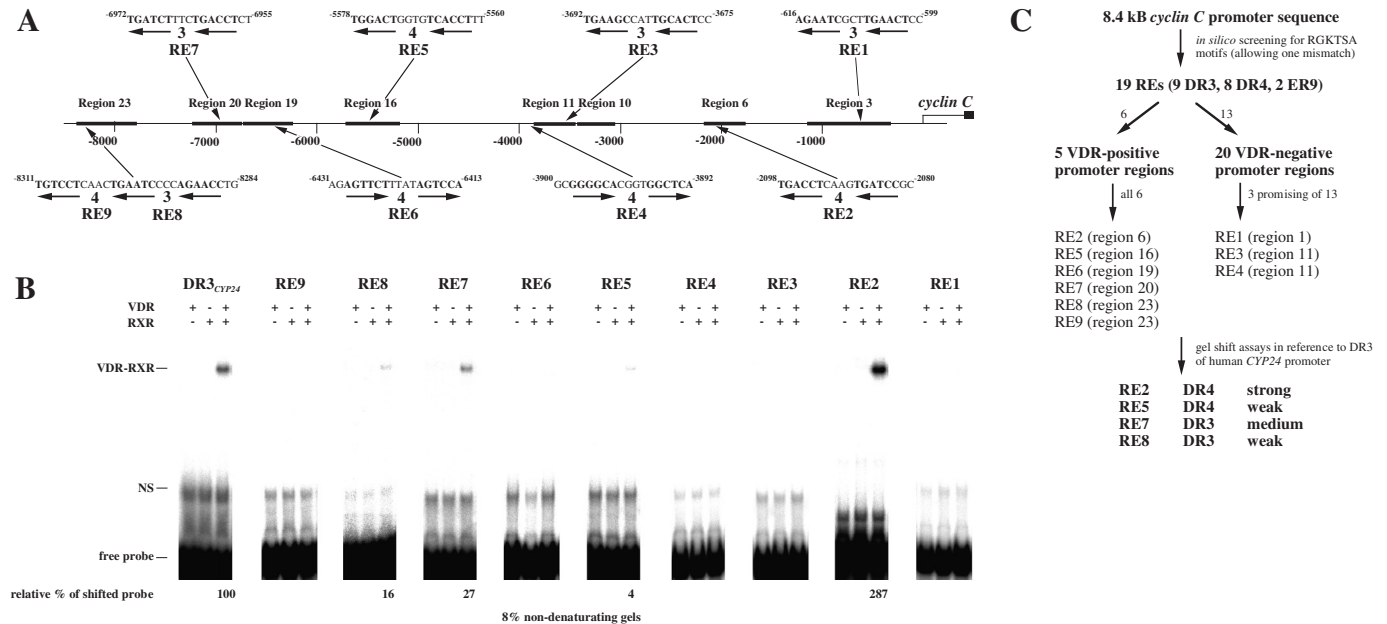 A
-6972TGATCTTTCTGACCTCT-6955
3
RE7
-5578TGGACTGGTGTCACCTTT-5560
4
RE5
-3692TGAAGCCATTGCACTCC-3675
3
RE3
-616AGAATCGCTTGAACTCC-599
3
RE1
Region 23
Region 20
Region 19
Region 16
Region 11
Region 10
Region 6
Region 3
cyclin C
-8000
-7000
-6000
-5000
-4000
-3000
-2000
-1000
-8311TGTCCTCAACTGAATCCCCAGAACCTG-8284
4
3
RE9
RE8
-6431AGAGTTCTTTATAGTCCA-6413
4
RE6
-3900GCGGGGCACGGTGGCTCA-3892
4
RE4
-2098TGACCTCAAGTGATCCGC-2080
4
RE2
B
DR3CYP24 RE9 RE8 RE7 RE6 RE5 RE4 RE3 RE2 RE1
VDR + - + + - + + - + + - + + - + + - + + - + + - + + - + + - +
RXR - + + - + + - + + - + + - + + - + + - + + - + + - + + - + +
VDR-RXR
NS
free probe
relative % of shifted probe 100 16 27 4 287
8% non-denaturating gels
C
8.4 kB cyclin C promoter sequence
in silico screening for RGKTSA
motifs (allowing one mismatch)
19 REs (9 DR3, 8 DR4, 2 ER9)
6
13
5 VDR-positive
promoter regions
20 VDR-negative
promoter regions
all 6
3 promising of 13
RE2 (region 6)
RE5 (region 16)
RE6 (region 19)
RE7 (region 20)
RE8 (region 23)
RE9 (region 23)
RE1 (region 1)
RE3 (region 11)
RE4 (region 11)
gel shift assays in reference to DR3
of human CYP24 promoter
RE2 DR4 strong
RE5 DR4 weak
RE7 DR3 medium
RE8 DR3 weak